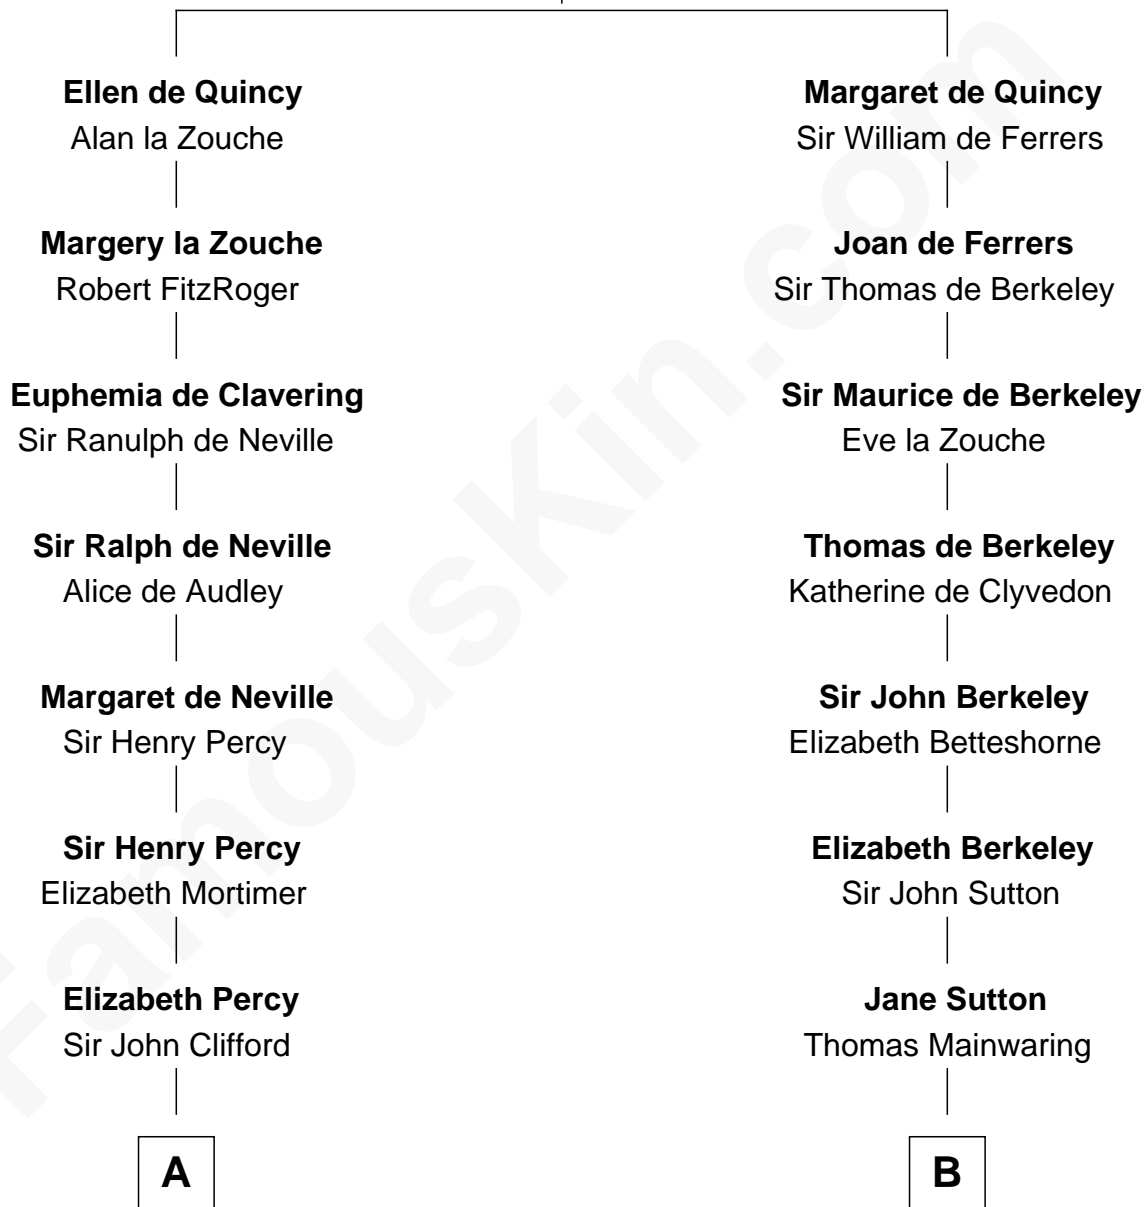 Ellen de Quincy
Alan la Zouche
Margery la Zouche
Robert FitzRoger
Euphemia de Clavering
Sir Ranulph de Neville
Sir Ralph de Neville
Alice de Audley
Margaret de Neville
Sir Henry Percy
Sir Henry Percy
Elizabeth Mortimer
Elizabeth Percy
Sir John Clifford
A
Margaret de Quincy
Sir William de Ferrers
Joan de Ferrers
Sir Thomas de Berkeley
Sir Maurice de Berkeley
Eve la Zouche
Thomas de Berkeley
Katherine de Clyvedon
Sir John Berkeley
Elizabeth Betteshorne
Elizabeth Berkeley
Sir John Sutton
Jane Sutton
Thomas Mainwaring
B
FamousKin.com